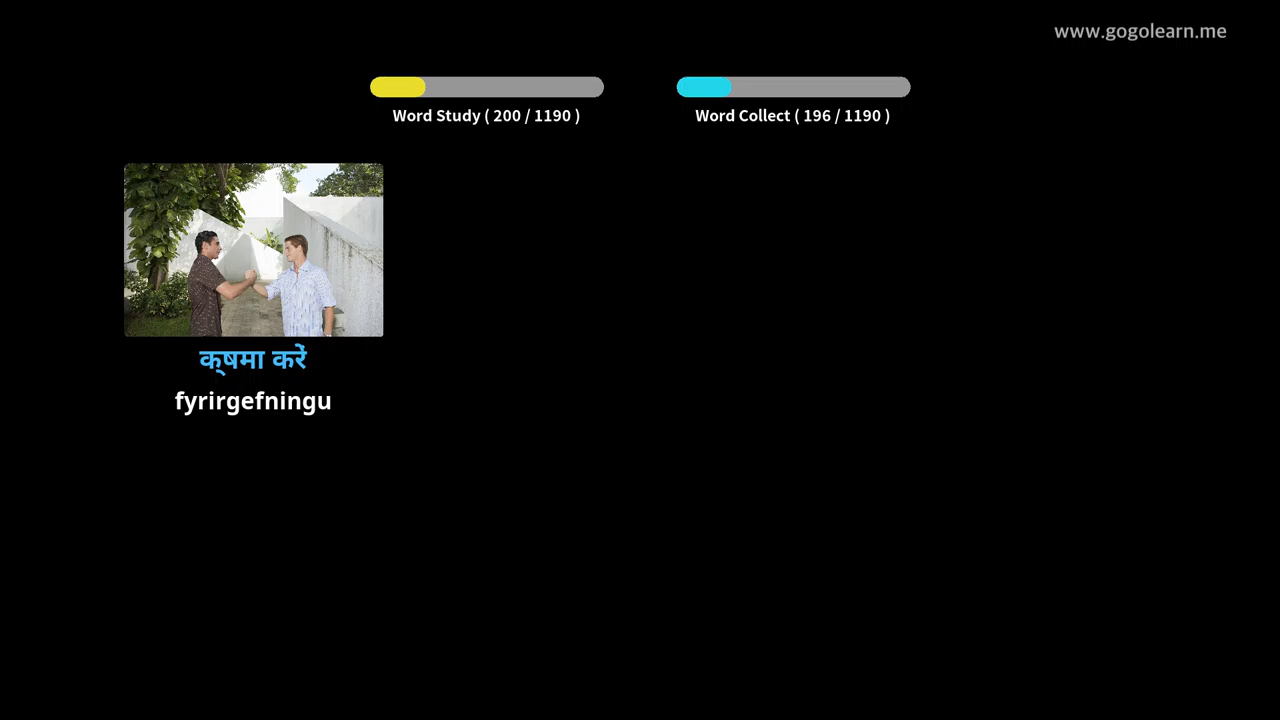 www.gogolearn.me
Word Study ( 200 / 1190 )
Word Collect ( 196 / 1190 )
क्षमा करें
fyrirgefningu